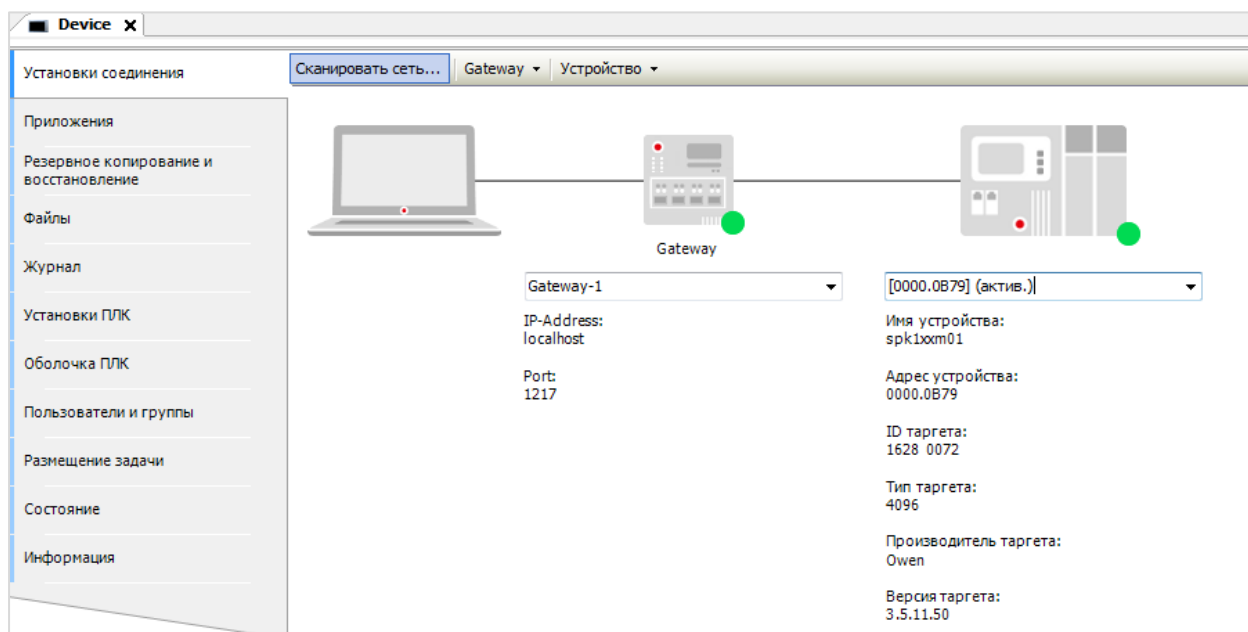 Device X
Установки соединения
Сканировать сеть... Gateway Устройство
Приложения
Резервное копирование и
восстановление
Файлы
Журнал
Установки ПЛК
Оболочка ПЛК
Пользователи и группы
Размещение задачи
Состояние
Информация
Gateway
Gateway-1
IP-Address:
localhost
Port:
1217
[0000.0B79] (актив.)
Имя устройства:
spk1xxm01
Адрес устройства:
0000.0B79
ID таргета:
1628 0072
Тип таргета:
4096
Производитель таргета:
Owen
Версия таргета:
3.5.11.50